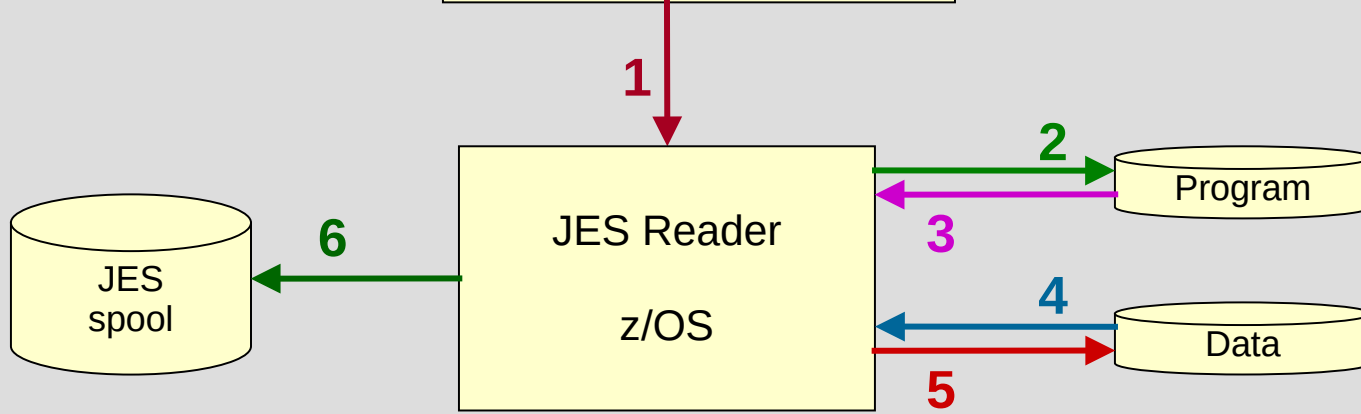 1
2
Program
3
JES Reader
6
JES
spool
4
z/OS
Data
5